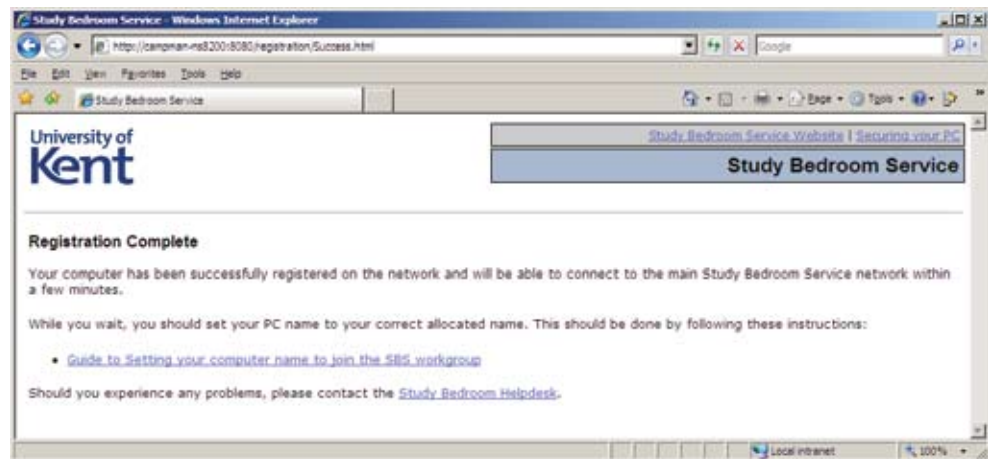 Study Bedroom Service - Windows Internet Explorer
http://campman-ns8200:8080/registration/Success.html
Google
File Edit View Favorites Tools Help
Study Bedroom Service
Page Tools
University of
Kent
Study Bedroom Service Website | Securing your PC
Study Bedroom Service
Registration Complete
Your computer has been successfully registered on the network and will be able to connect to the main Study Bedroom Service network within
a few minutes.
While you wait, you should set your PC name to your correct allocated name. This should be done by following these instructions:
• Guide to Setting your computer name to join the SBS workgroup
Should you experience any problems, please contact the Study Bedroom Helpdesk.
Local intranet
100%